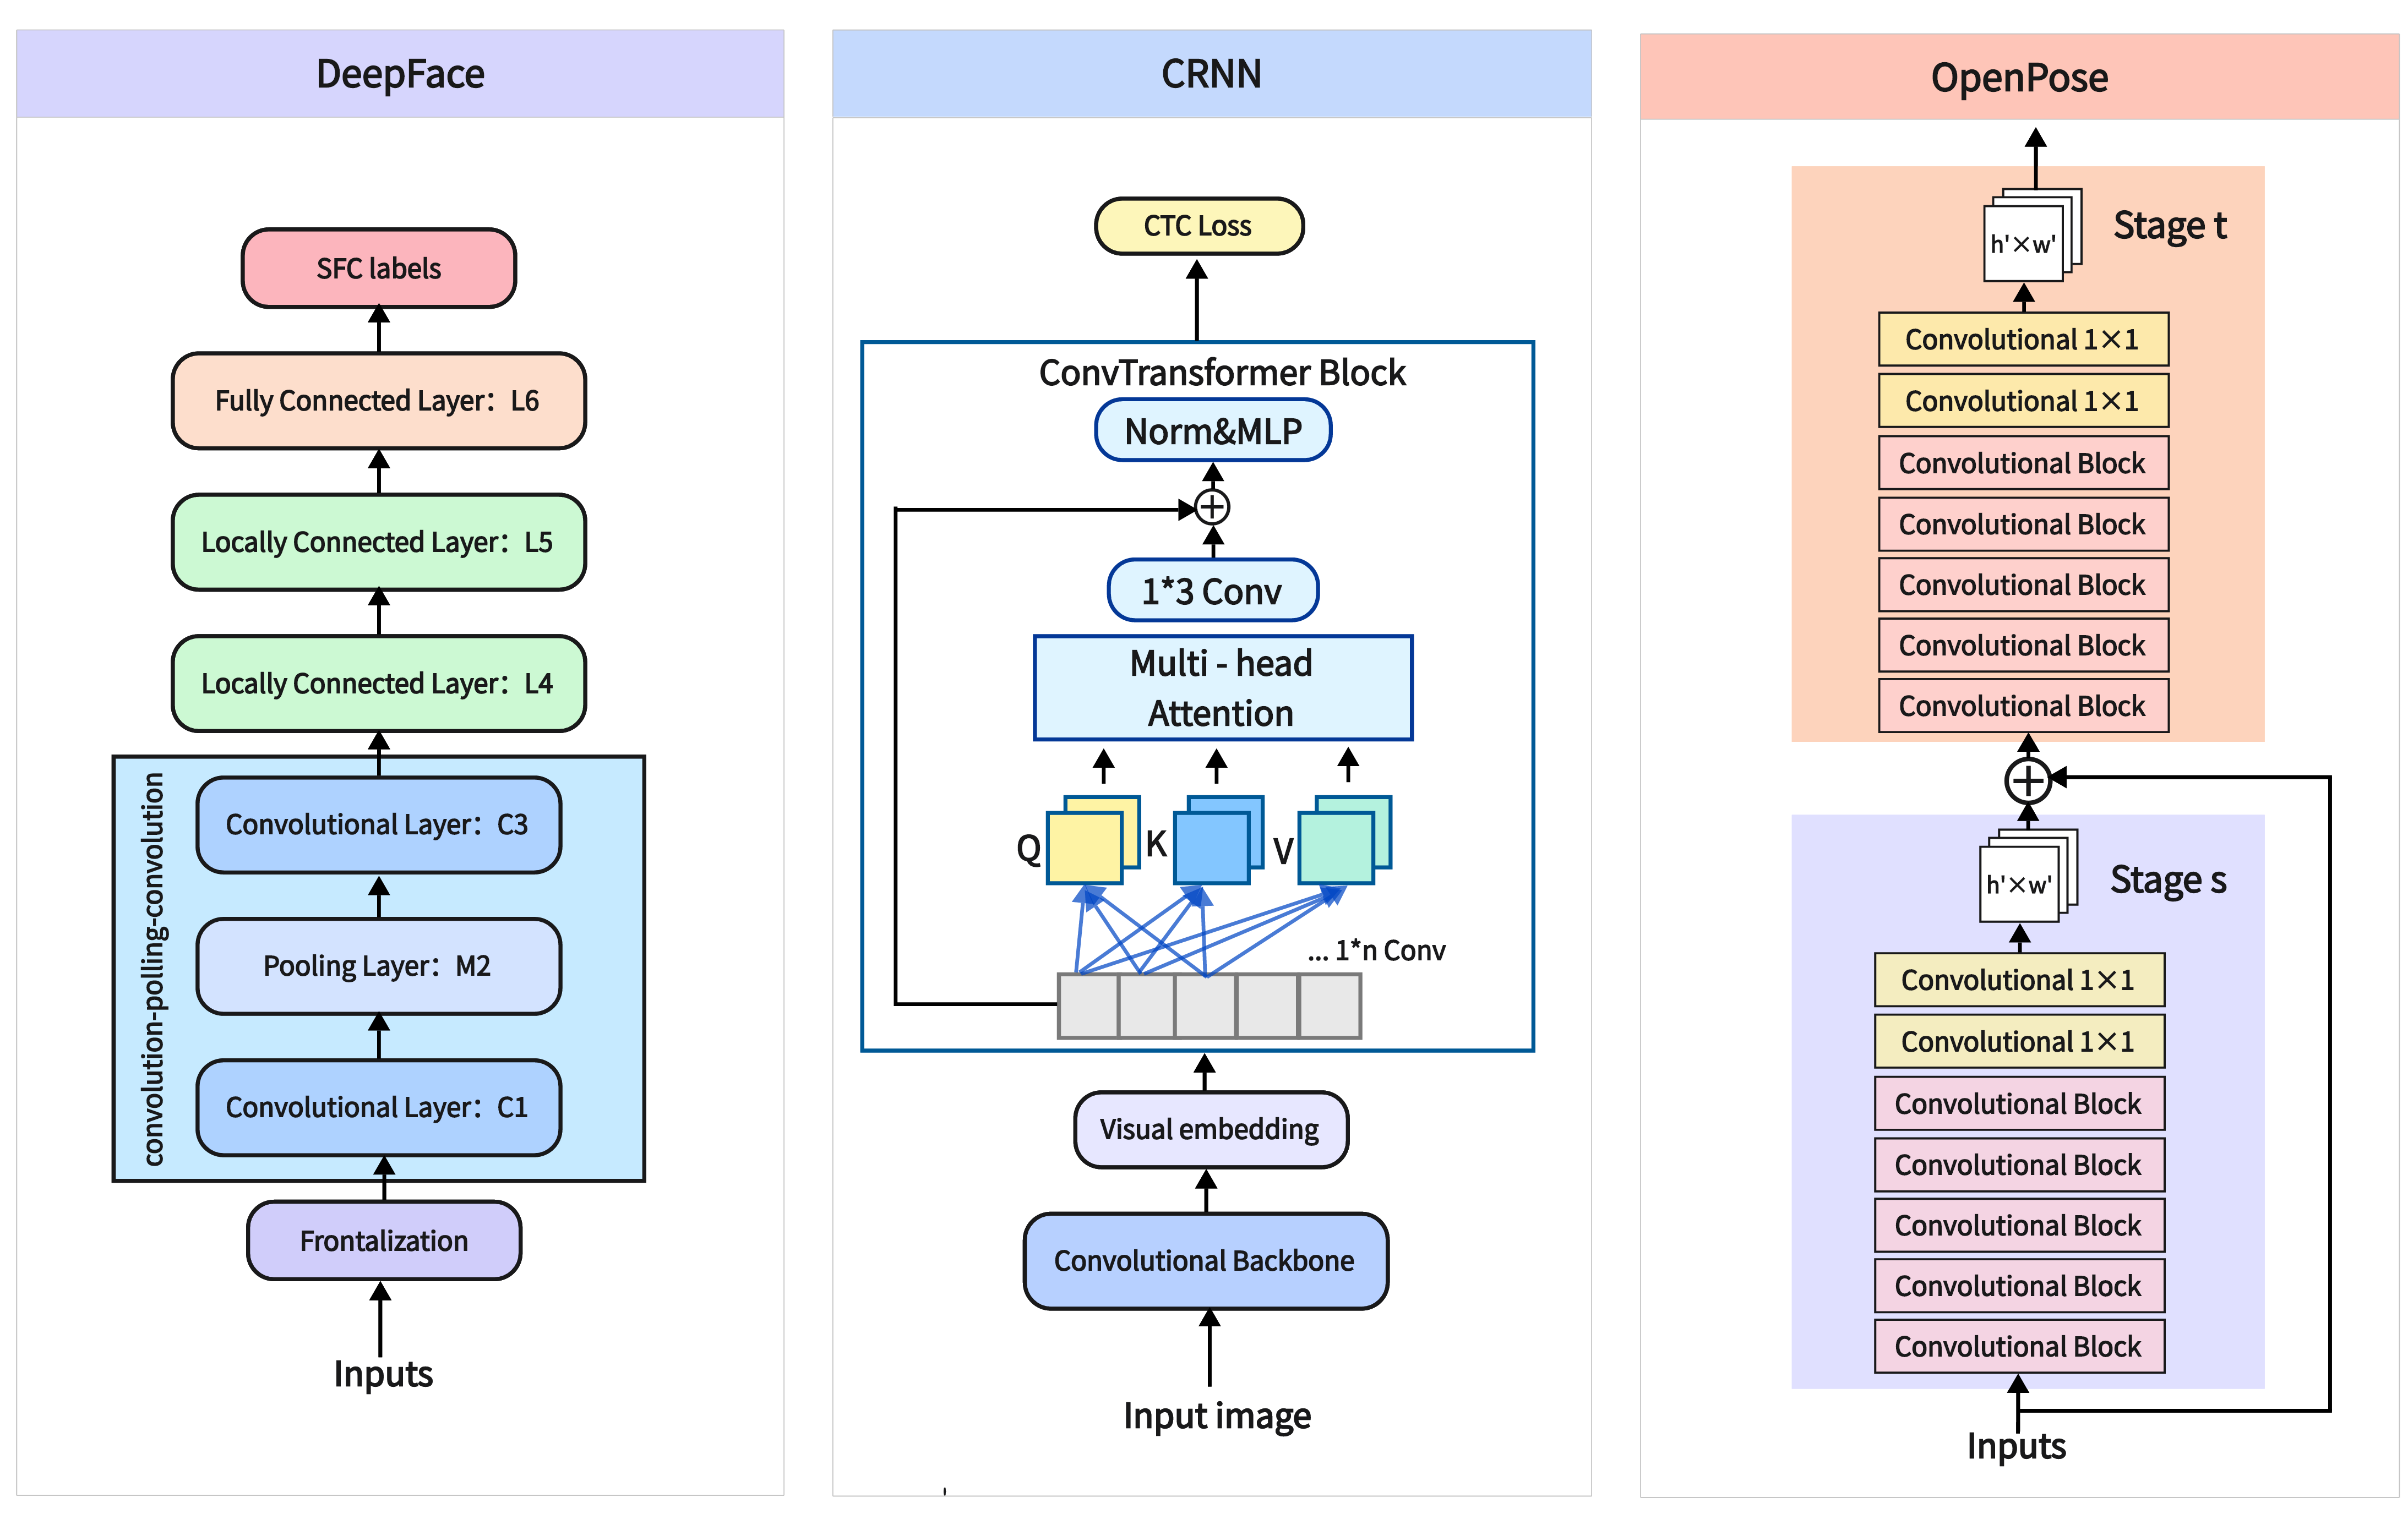 DeepFace
SFC labels
Fully Connected Layer：L6
Locally Connected Layer：L5
Locally Connected Layer：L4
convolution-polling-convolution
Convolutional Layer：C3
Pooling Layer：M2
Convolutional Layer：C1
Frontalization
Inputs
CRNN
CTC Loss
ConvTransformer Block
Norm&MLP
1*3 Conv
Multi - head
Attention
Q
K
V
... 1*n Conv
Visual embedding
Convolutional Backbone
Input image
OpenPose
Stage t
h'×w'
Convolutional 1×1
Convolutional 1×1
Convolutional Block
Convolutional Block
Convolutional Block
Convolutional Block
Convolutional Block
Stage s
h'×w'
Convolutional 1×1
Convolutional 1×1
Convolutional Block
Convolutional Block
Convolutional Block
Convolutional Block
Convolutional Block
Inputs